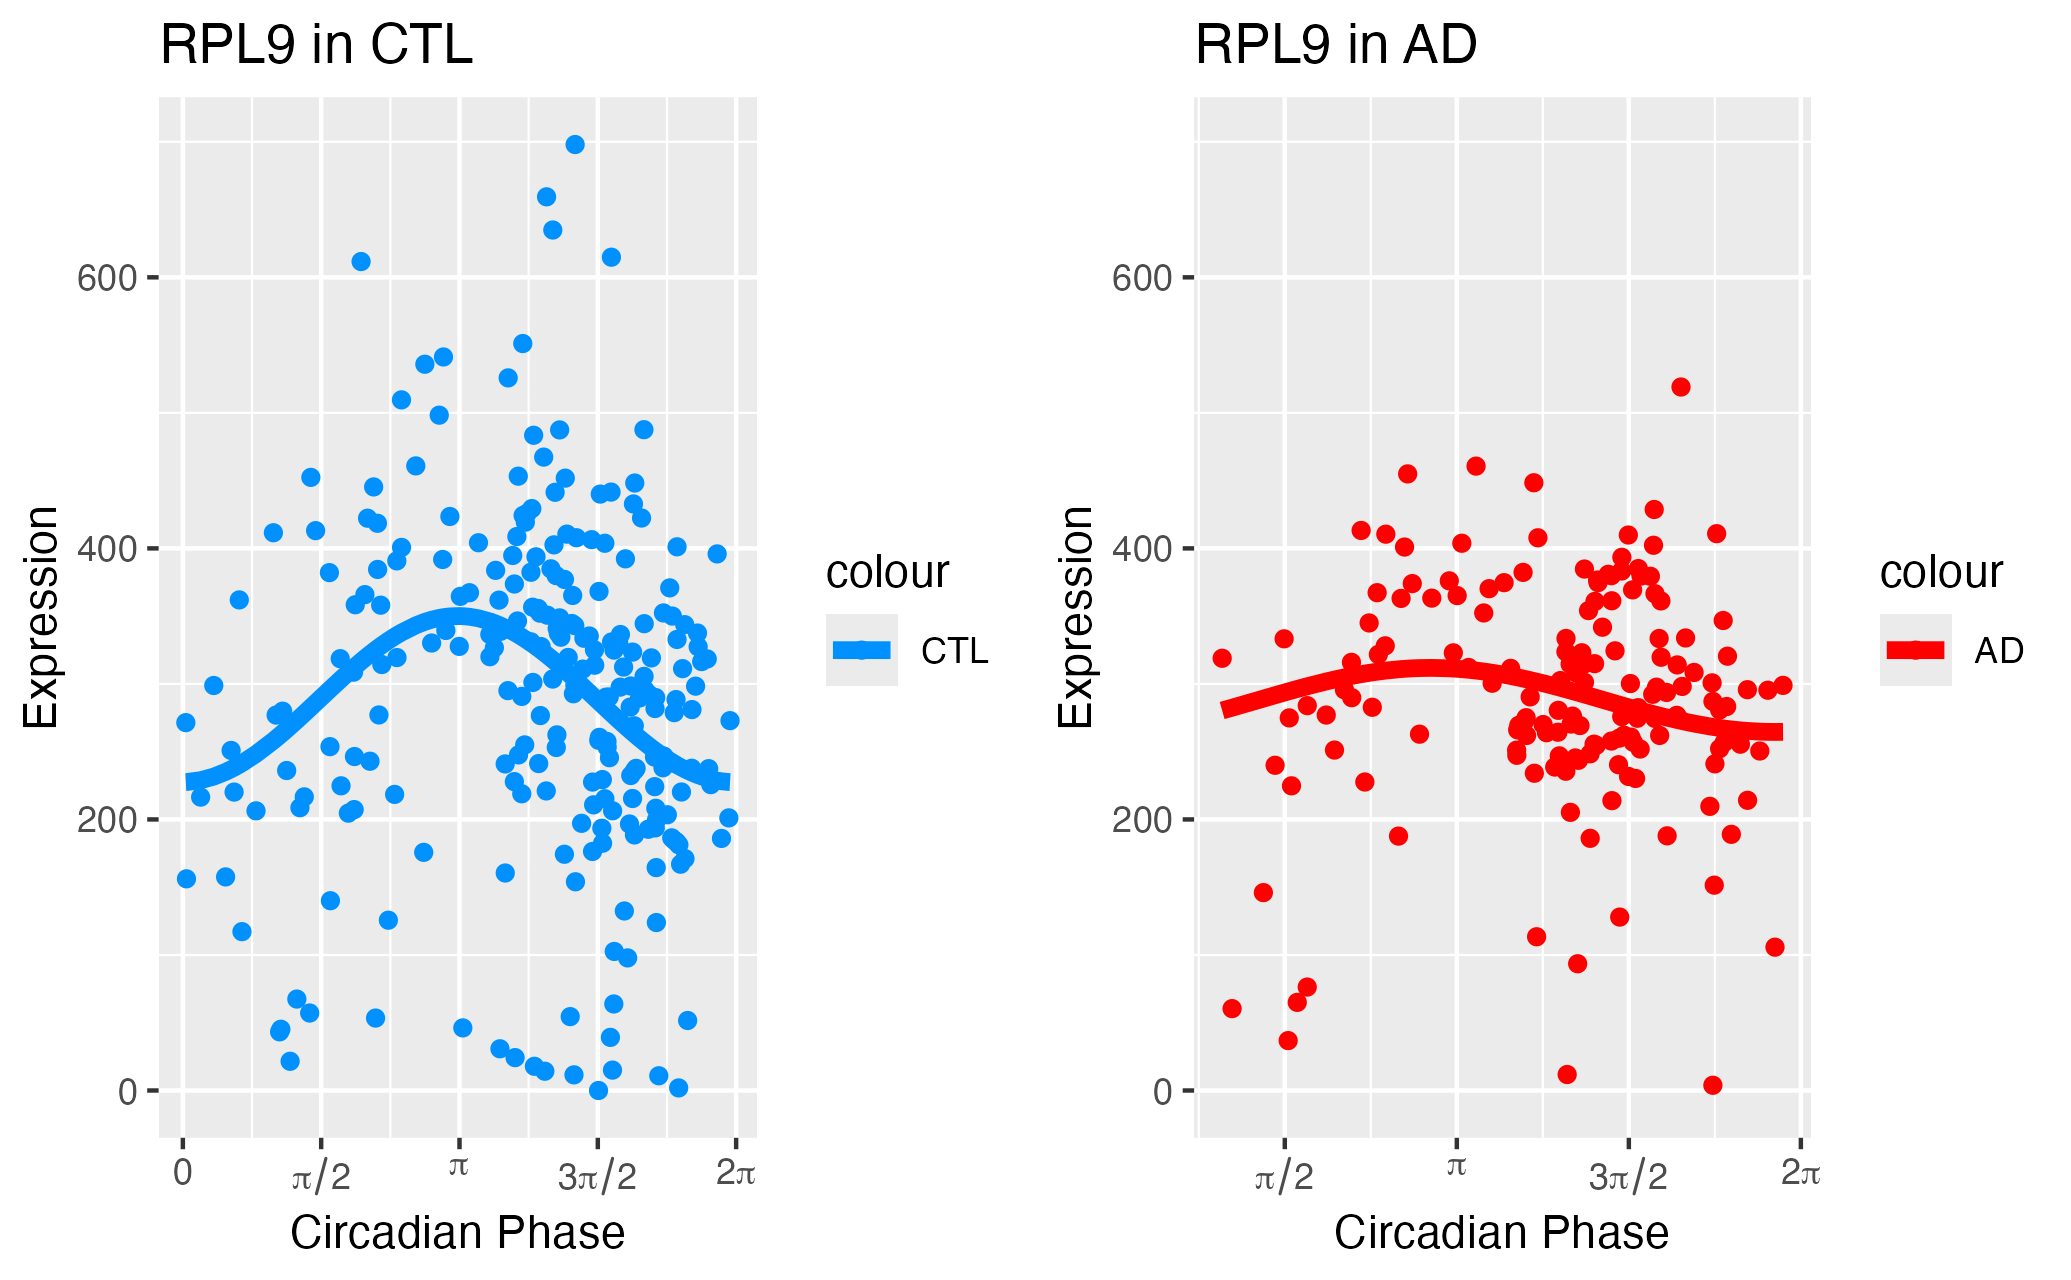 RPL9 in CTL
Expression
600
400
200
0
0 π/2 π 3π/2 2π
Circadian Phase
colour
CTL
RPL9 in AD
Expression
600
400
200
0
π/2 π 3π/2 2π
Circadian Phase
colour
AD